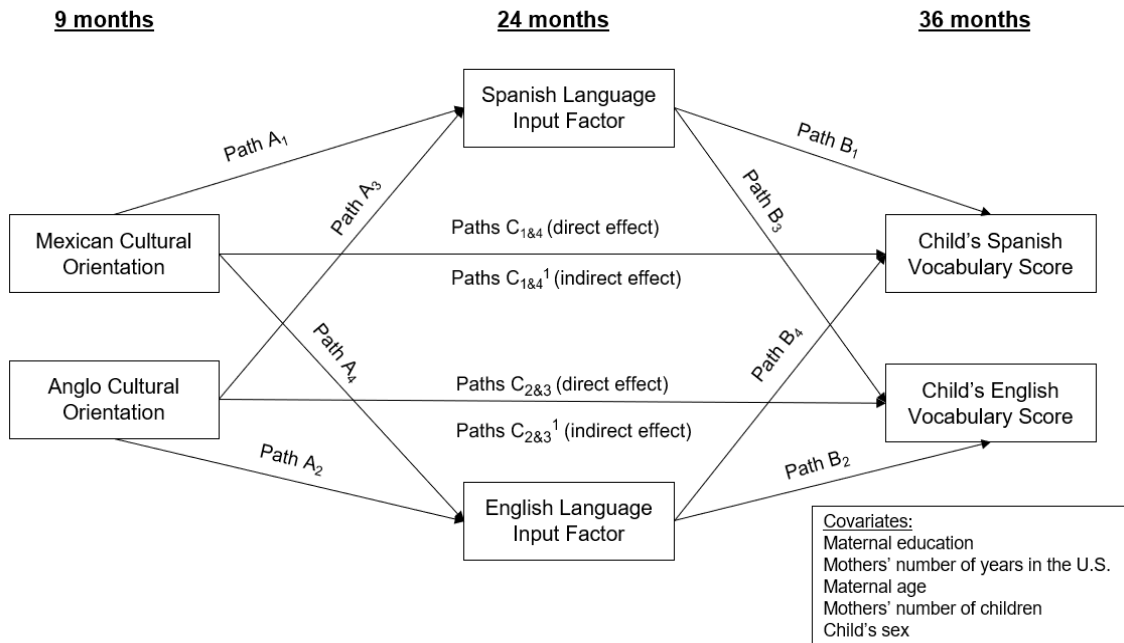 9 months
24 months
36 months
Spanish Language
Input Factor
Path A₁
Path B₁
Path A₃
Path B₃
Mexican Cultural
Orientation
Paths C₁&₄ (direct effect)
Paths C₁&₄¹ (indirect effect)
Child's Spanish
Vocabulary Score
Path A₄
Path B₄
Anglo Cultural
Orientation
Paths C₂&₃ (direct effect)
Paths C₂&₃¹ (indirect effect)
Child's English
Vocabulary Score
Path A₂
Path B₂
English Language
Input Factor
Covariates:
Maternal education
Mothers' number of years in the U.S.
Maternal age
Mothers' number of children
Child's sex